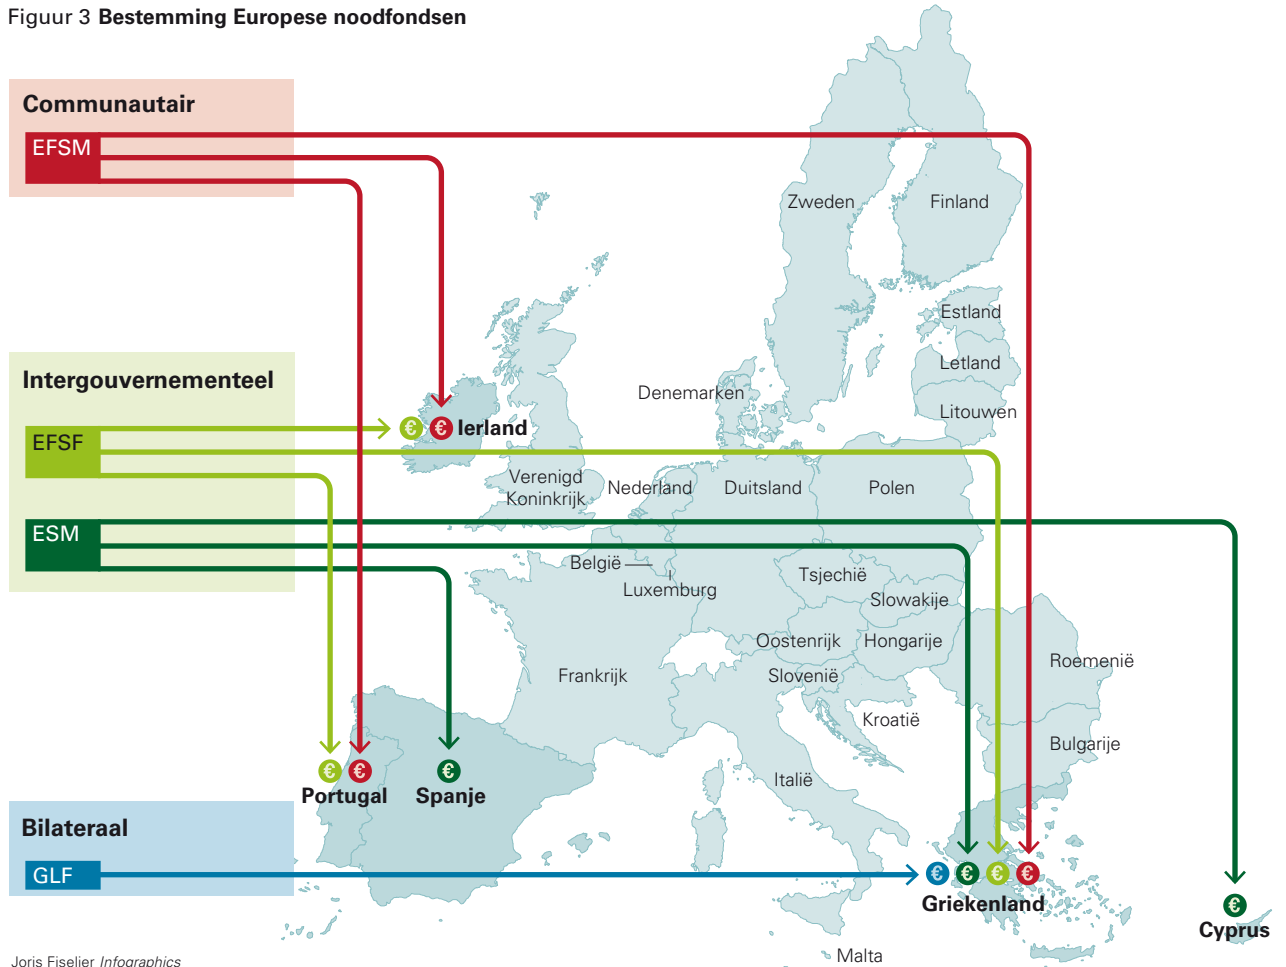 Figuur 3 Bestemming Europese noodfondsen
Communautair
EFSM
Zweden
Finland
Estland
Letland
Denemarken
Litouwen
Intergouvernementeel
EFSF
€ € Ierland
Verenigd
Koninkrijk
Nederland
Duitsland
Polen
ESM
België
Luxemburg
Tsjechië
Slowakije
Oostenrijk
Hongarije
Roemenië
Frankrijk
Slovenië
Kroatië
Bulgarije
Italië
€ €
Portugal
€
Spanje
Bilateraal
GLF
€ € € €
Griekenland
€
Cyprus
Malta
Joris Fiselier Infographics